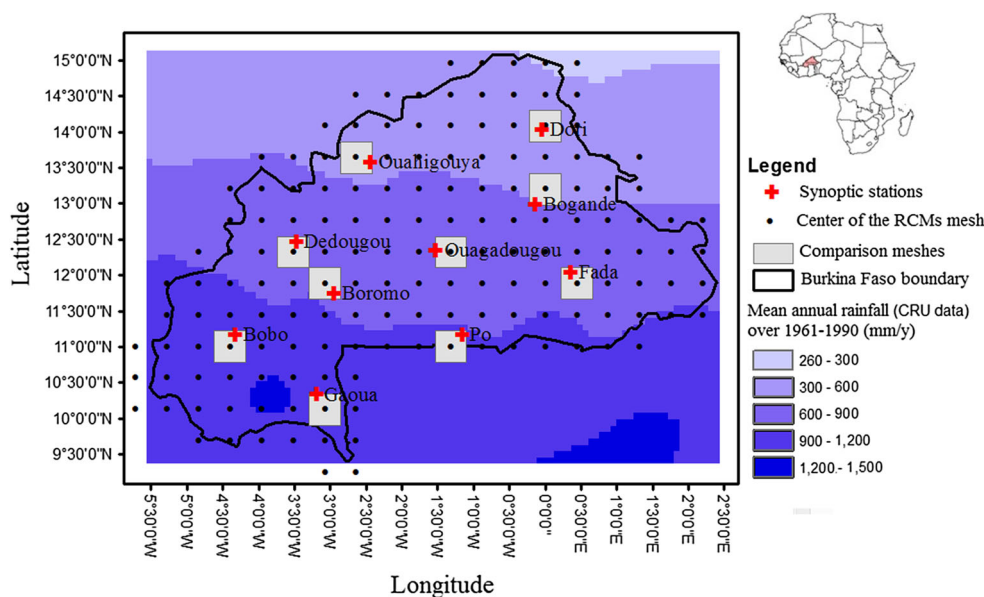 15°0'0"N
14°30'0"N
14°0'0"N
13°30'0"N
13°0'0"N
12°30'0"N
12°0'0"N
11°30'0"N
11°0'0"N
10°30'0"N
10°0'0"N
9°30'0"N
Latitude
Dori
Ouahigouya
Bogande
Dedougou
Ouagadougou
Fada
Boromo
Bobo
Po
Gaoua
5°30'0"W
5°0'0"W
4°30'0"W
4°0'0"W
3°30'0"W
3°0'0"W
2°30'0"W
2°0'0"W
1°30'0"W
1°0'0"W
0°30'0"W
0°0'0"
0°30'0"E
1°0'0"E
1°30'0"E
2°0'0"E
2°30'0"E
Longitude
Legend
Synoptic stations
Center of the RCMs mesh
Comparison meshes
Burkina Faso boundary
Mean annual rainfall (CRU data)
over 1961-1990 (mm/y)
260 - 300
300 - 600
600 - 900
900 - 1,200
1,200 - 1,500